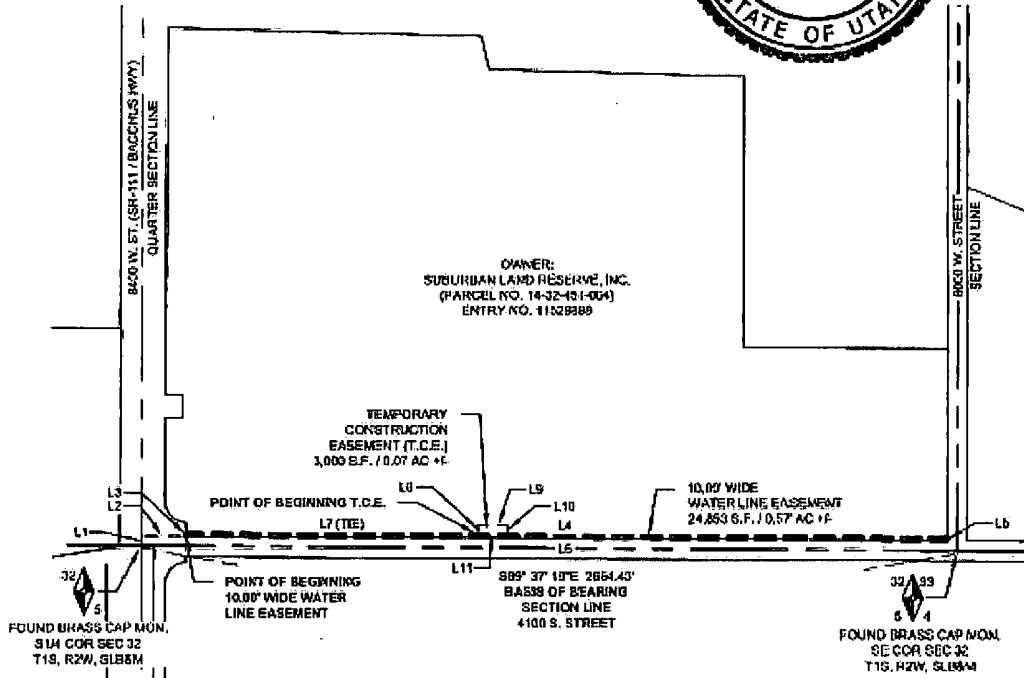 STATE OF UTAH
8400 W. ST. (SR-111 / BACCHUS HWY)
QUARTER SECTION LINE
8000 W. STREET
SECTION LINE
OWNER:
SUBURBAN LAND RESERVE, INC.
(PARCEL NO. 14-32-451-004)
ENTRY NO.
TEMPORARY
CONSTRUCTION
EASEMENT (T.C.E.)
3,000 S.F. / 0.07 AC +/-
L8
L9
L10
10.00' WIDE
WATER LINE EASEMENT
24,853 S.F. / 0.57 AC +/-
L3
L2
L1
POINT OF BEGINNING T.C.E.
L7 (TIE)
L4
L5
L6
L11
POINT OF BEGINNING
10.00' WIDE WATER
LINE EASEMENT
S89° 37' 10"E 2664.43'
BASIS OF BEARING
SECTION LINE
4100 S. STREET
32
5
FOUND BRASS CAP MON.
S1/4 COR SEC 32
T1S, R2W, SLB&M
32 33
5 4
FOUND BRASS CAP MON.
SE COR SEC 32
T1S, R2W, SLB&M